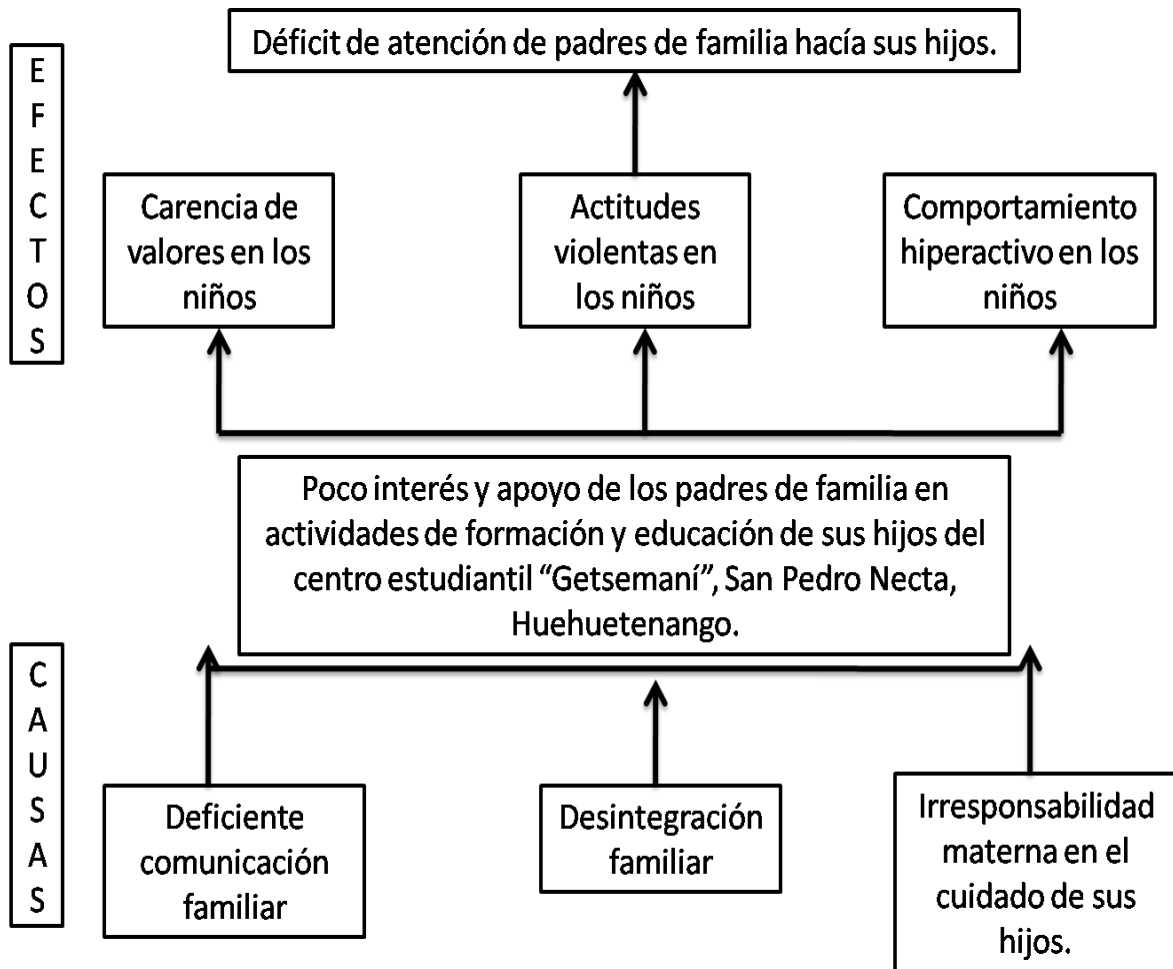 Déficit de atención de padres de familia hacía sus hijos.
EFECTOS
Carencia de
valores en los
niños
Actitudes
violentas en
los niños
Comportamiento
hiperactivo en los
niños
Poco interés y apoyo de los padres de familia en
actividades de formación y educación de sus hijos del
centro estudiantil “Getsemaní”, San Pedro Necta,
Huehuetenango.
CAUSAS
Deficiente
comunicación
familiar
Desintegración
familiar
Irresponsabilidad
materna en el
cuidado de sus
hijos.